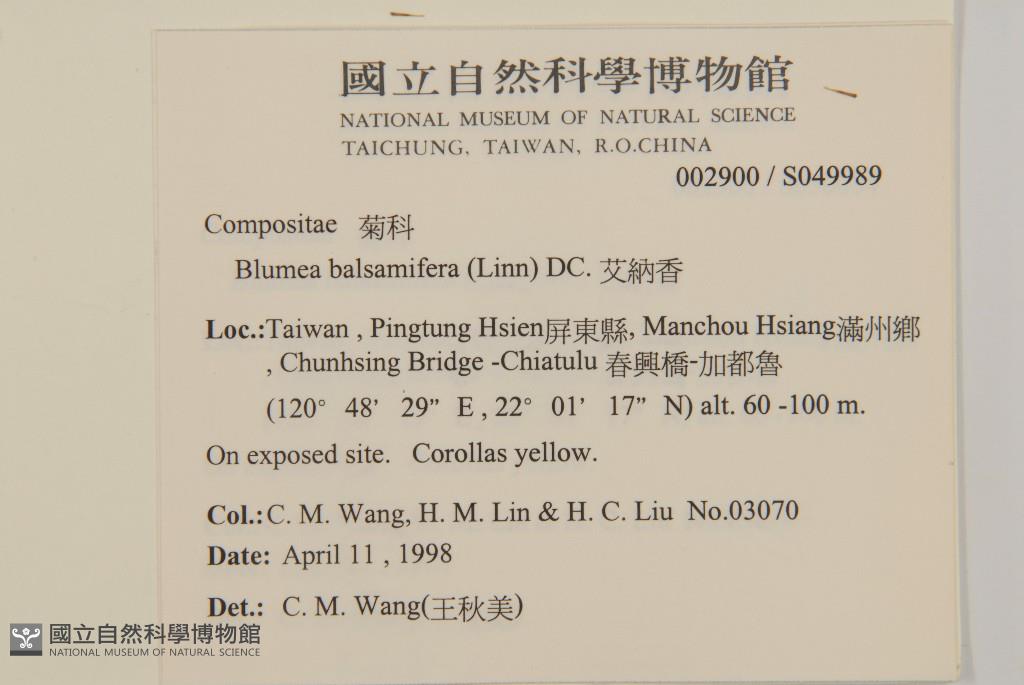 國立自然科學博物館
NATIONAL MUSEUM OF NATURAL SCIENCE
TAICHUNG, TAIWAN, R.O.CHINA
002900 / S049989
Compositae 菊科
Blumea balsamifera (Linn) DC. 艾納香
Loc.:Taiwan , Pingtung Hsien屏東縣, Manchou Hsiang滿州鄉
, Chunhsing Bridge -Chiatulu 春興橋-加都魯
(120° 48’ 29” E , 22° 01’ 17” N) alt. 60 -100 m.
On exposed site. Corollas yellow.
Col.: C. M. Wang, H. M. Lin & H. C. Liu No.03070
Date: April 11 , 1998
Det.: C. M. Wang(王秋美)
國立自然科學博物館
NATIONAL MUSEUM OF NATURAL SCIENCE